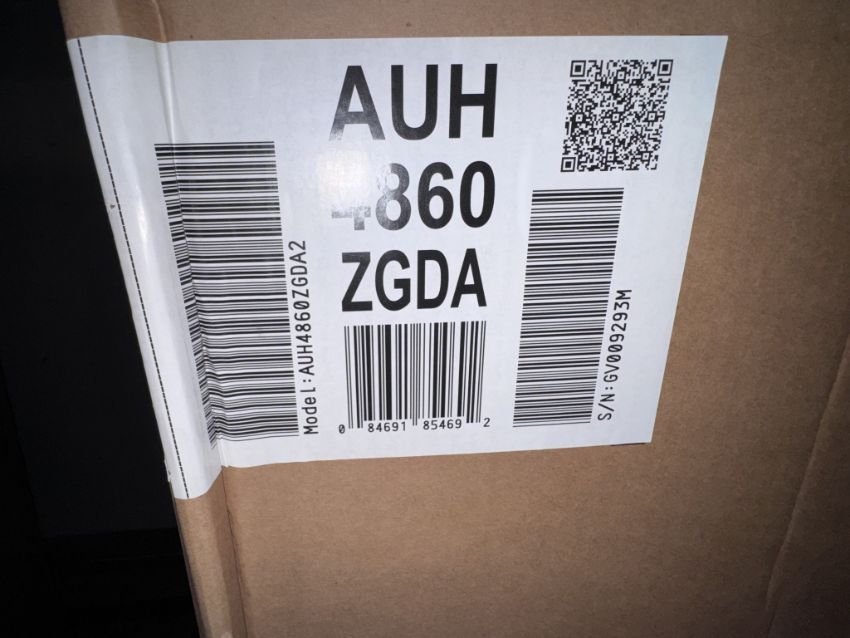 AUH
4860
ZGDA
Model:AUH4860ZGDA2
0 84691 85469 2
S/N:GV009293M